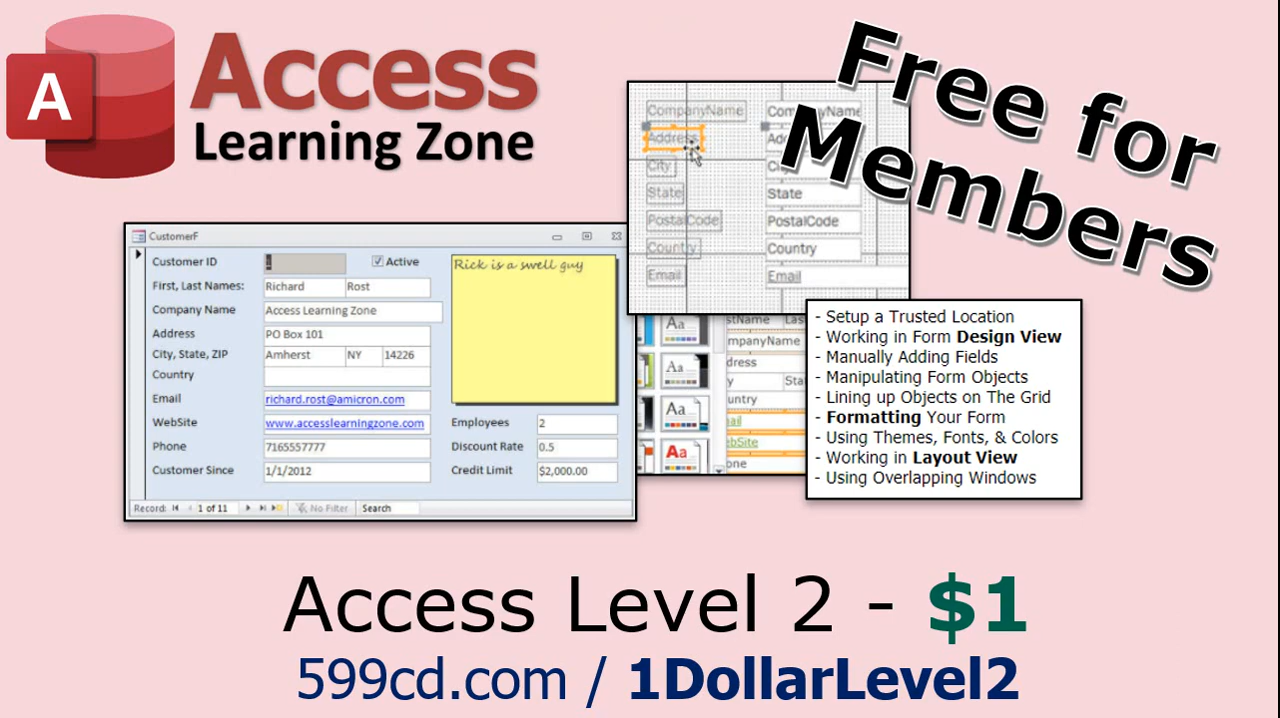 A
Access
Learning Zone
Free for
Members
CompanyName
CompanyName
Address
City
State
State
PostalCode
PostalCode
Country
Country
Email
Email
CustomerF
Customer ID
Active
First, Last Names:
Richard
Rost
Company Name
Access Learning Zone
Address
PO Box 101
City, State, ZIP
Amherst
NY
14226
Country
Email
richard.rost@amicron.com
WebSite
www.accesslearningzone.com
Phone
7165557777
Customer Since
1/1/2012
Rick is a swell guy
Employees
2
Discount Rate
0.5
Credit Limit
$2,000.00
Record:
1 of 11
No Filter
Search
Aa
Aa
Aa
Aa
- Setup a Trusted Location
- Working in Form Design View
- Manually Adding Fields
- Manipulating Form Objects
- Lining up Objects on The Grid
- Formatting Your Form
- Using Themes, Fonts, & Colors
- Working in Layout View
- Using Overlapping Windows
Access Level 2 - $1
599cd.com / 1DollarLevel2